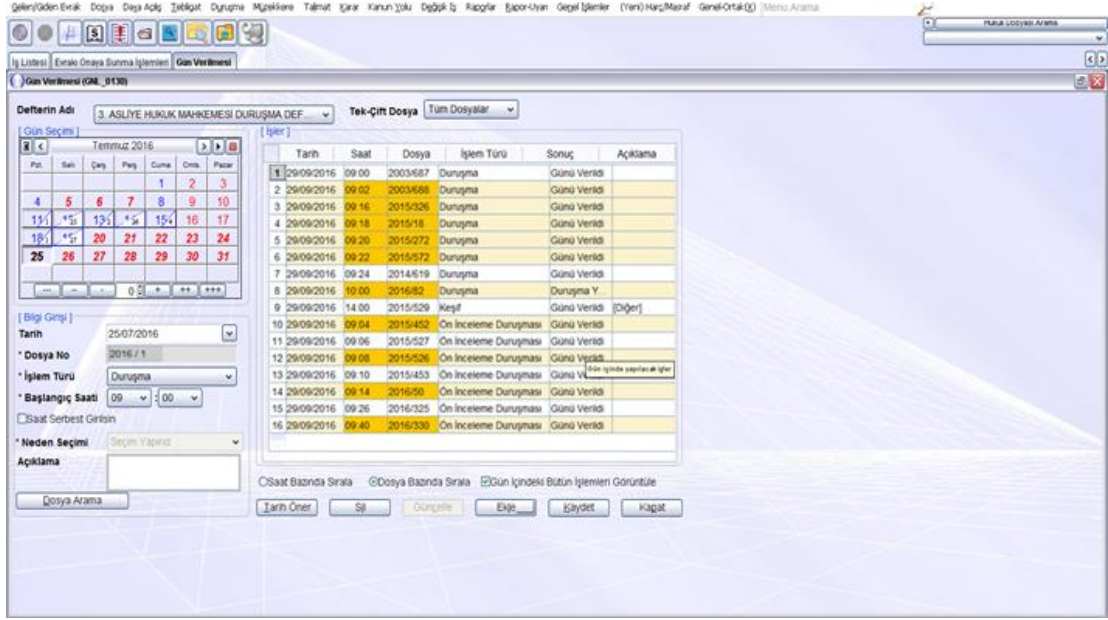 Gelen/Giden Evrak Dosya Dava Açılış Tebligat Duruşma Müzekkere Talimat Karar Kanun Yolu Değişik İş Raporlar Rapor-Uyarı Genel İşlemler (Yeni) Harç/Masraf Genel-Ortak(X) Menu Arama
Hukuk Dosyası Arama
İş Listesi Evrakı Onaya Sunma İşlemleri Gün Verilmesi
Gün Verilmesi (GNL_0130)
Defterin Adı 3. ASLİYE HUKUK MAHKEMESİ DURUŞMA DEF... Tek-Çift Dosya Tüm Dosyalar
[ Gün Seçimi ] [ İşler ]
Temmuz 2016
Pzt. Salı Çarş. Perş. Cuma Cmts. Pazar
1 2 3
4 5 6 7 8 9 10
11 13 15 16 17
18 20 21 22 23 24
25 26 27 28 29 30 31
--- -- - 0 + ++ +++
Tarih Saat Dosya İşlem Türü Sonuç Açıklama
1 29/09/2016 09:00 2003/687 Duruşma Günü Verildi
2 29/09/2016 09:02 2003/688 Duruşma Günü Verildi
3 29/09/2016 09:16 2015/326 Duruşma Günü Verildi
4 29/09/2016 09:18 2015/18 Duruşma Günü Verildi
5 29/09/2016 09:20 2015/272 Duruşma Günü Verildi
6 29/09/2016 09:22 2015/572 Duruşma Günü Verildi
7 29/09/2016 09:24 2014/619 Duruşma Günü Verildi
8 29/09/2016 10:00 2016/82 Duruşma Duruşma Y...
9 29/09/2016 14:00 2015/529 Keşif Günü Verildi [Diğer]
10 29/09/2016 09:04 2015/452 Ön İnceleme Duruşması Günü Verildi
11 29/09/2016 09:06 2015/527 Ön İnceleme Duruşması Günü Verildi
12 29/09/2016 09:08 2015/526 Ön İnceleme Duruşması Günü Verildi
13 29/09/2016 09:10 2015/453 Ön İnceleme Duruşması Günü Verildi
14 29/09/2016 09:14 2016/50 Ön İnceleme Duruşması Günü Verildi
15 29/09/2016 09:26 2016/325 Ön İnceleme Duruşması Günü Verildi
16 29/09/2016 09:40 2016/330 Ön İnceleme Duruşması Günü Verildi
Gün içinde yapılacak işler
[ Bilgi Girişi ]
Tarih 25/07/2016
* Dosya No 2016 / 1
* İşlem Türü Duruşma
* Başlangıç Saati 09 : 00
Saat Serbest Girilsin
* Neden Seçimi Seçim Yapınız
Açıklama
Dosya Arama
Saat Bazında Sırala Dosya Bazında Sırala Gün İçindeki Bütün İşlemleri Görüntüle
Tarih Öner Sil Güncelle Ekle Kaydet Kapat